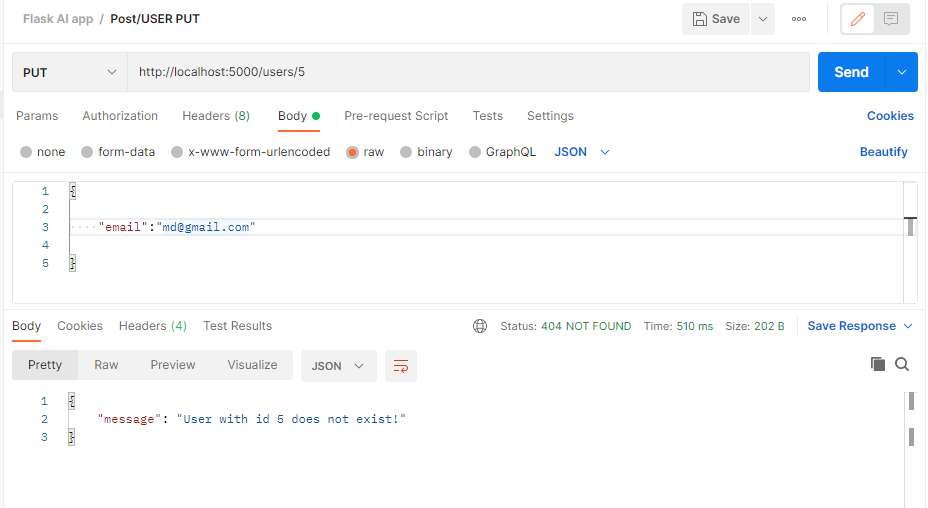 Flask AI app / Post/USER PUT Save
PUT http://localhost:5000/users/5 Send
Params Authorization Headers (8) Body Pre-request Script Tests Settings Cookies
none form-data x-www-form-urlencoded raw binary GraphQL JSON Beautify
1 {
2
3 "email":"md@gmail.com"
4
5 }
Body Cookies Headers (4) Test Results Status: 404 NOT FOUND Time: 510 ms Size: 202 B Save Response
Pretty Raw Preview Visualize JSON
1 {
2 "message": "User with id 5 does not exist!"
3 }